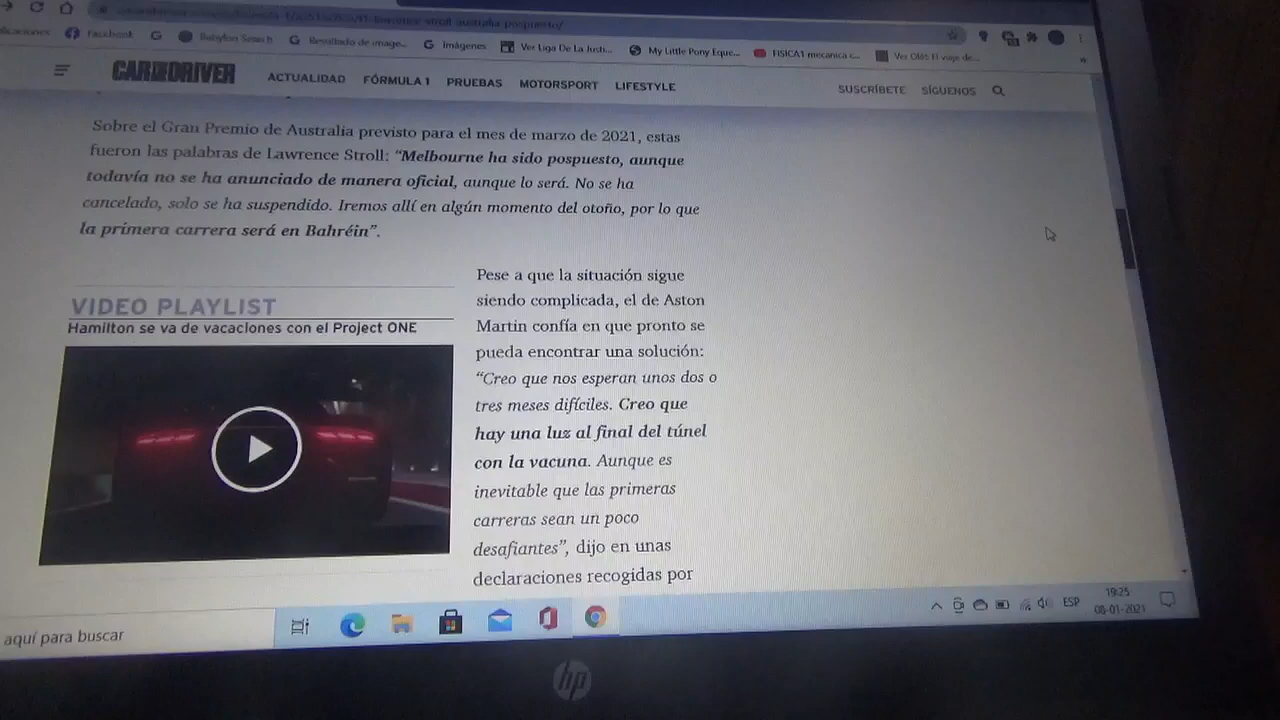 Facebook
Babylon Search
Resultado de image...
Imágenes
Ver Liga De La Justi...
My Little Pony Eque...
FISICA1 mecanica c...
Ver Olé! El viaje de...
CAR AND DRIVER
ACTUALIDAD FÓRMULA 1 PRUEBAS MOTORSPORT LIFESTYLE
SUSCRÍBETE SÍGUENOS
Sobre el Gran Premio de Australia previsto para el mes de marzo de 2021, estas
fueron las palabras de Lawrence Stroll: “Melbourne ha sido pospuesto, aunque
todavía no se ha anunciado de manera oficial, aunque lo será. No se ha
cancelado, solo se ha suspendido. Iremos allí en algún momento del otoño, por lo que
la primera carrera será en Bahréin”.
VIDEO PLAYLIST
Hamilton se va de vacaciones con el Project ONE
Pese a que la situación sigue
siendo complicada, el de Aston
Martin confía en que pronto se
pueda encontrar una solución:
“Creo que nos esperan unos dos o
tres meses difíciles. Creo que
hay una luz al final del túnel
con la vacuna. Aunque es
inevitable que las primeras
carreras sean un poco
desafiantes”, dijo en unas
declaraciones recogidas por
aquí para buscar
ESP
19:25
08-01-2021
hp